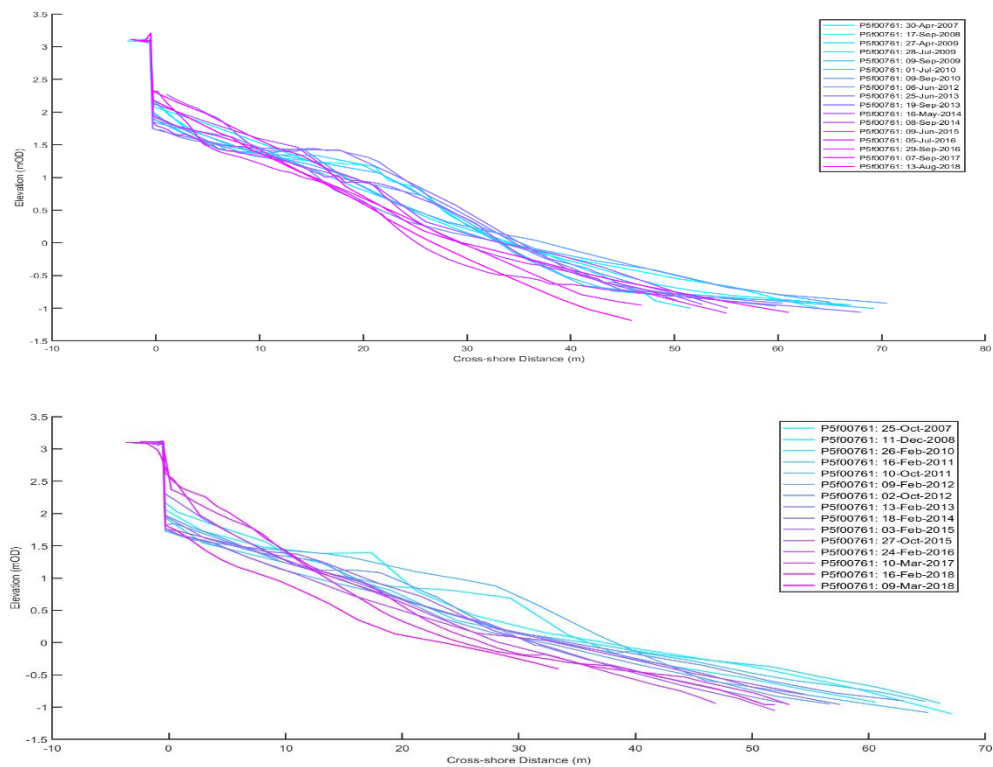 3.5
3
2.5
2
1.5
1
0.5
0
-0.5
-1
-1.5
Elevation (mOD)
-10
0
10
20
30
40
50
60
70
80
Cross-shore Distance (m)
P5f00761: 30-Apr-2007
P5f00761: 17-Sep-2008
P5f00761: 27-Apr-2009
P5f00761: 28-Jul-2009
P5f00761: 09-Sep-2009
P5f00761: 01-Jul-2010
P5f00761: 09-Sep-2010
P5f00761: 06-Jun-2012
P5f00761: 25-Jun-2013
P5f00761: 19-Sep-2013
P5f00761: 16-May-2014
P5f00761: 08-Sep-2014
P5f00761: 09-Jun-2015
P5f00761: 05-Jul-2016
P5f00761: 29-Sep-2016
P5f00761: 07-Sep-2017
P5f00761: 13-Aug-2018
3.5
3
2.5
2
1.5
1
0.5
0
-0.5
-1
-1.5
Elevation (mOD)
-10
0
10
20
30
40
50
60
70
80
Cross-shore Distance (m)
P5f00761: 25-Oct-2007
P5f00761: 11-Dec-2008
P5f00761: 26-Feb-2010
P5f00761: 16-Feb-2011
P5f00761: 10-Oct-2011
P5f00761: 09-Feb-2012
P5f00761: 02-Oct-2012
P5f00761: 13-Feb-2013
P5f00761: 18-Feb-2014
P5f00761: 03-Feb-2015
P5f00761: 27-Oct-2015
P5f00761: 24-Feb-2016
P5f00761: 10-Mar-2017
P5f00761: 16-Feb-2018
P5f00761: 09-Mar-2018